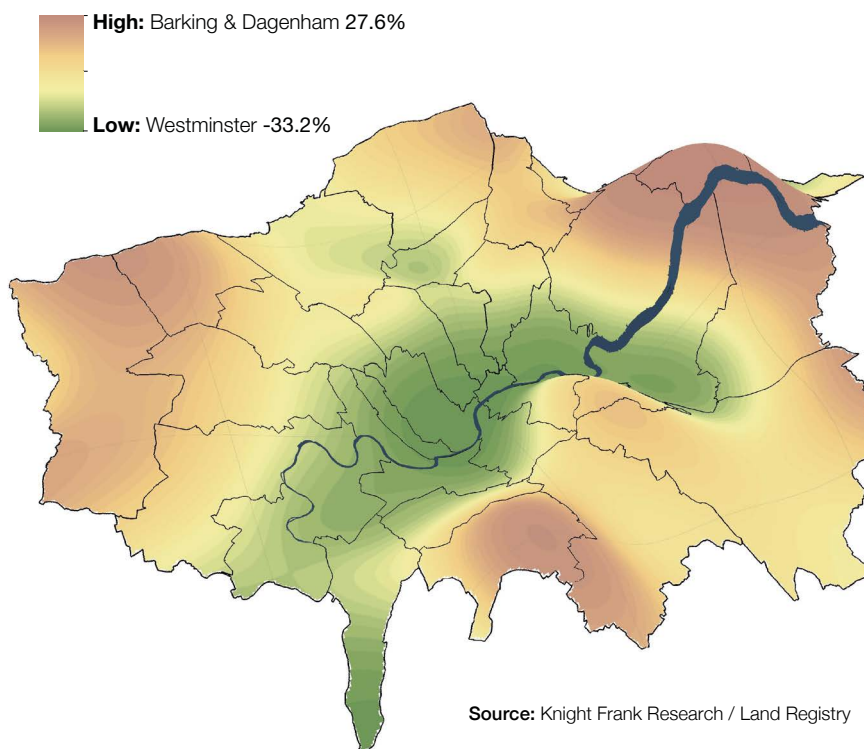 High: Barking & Dagenham 27.6%
Low: Westminster -33.2%
Source: Knight Frank Research / Land Registry